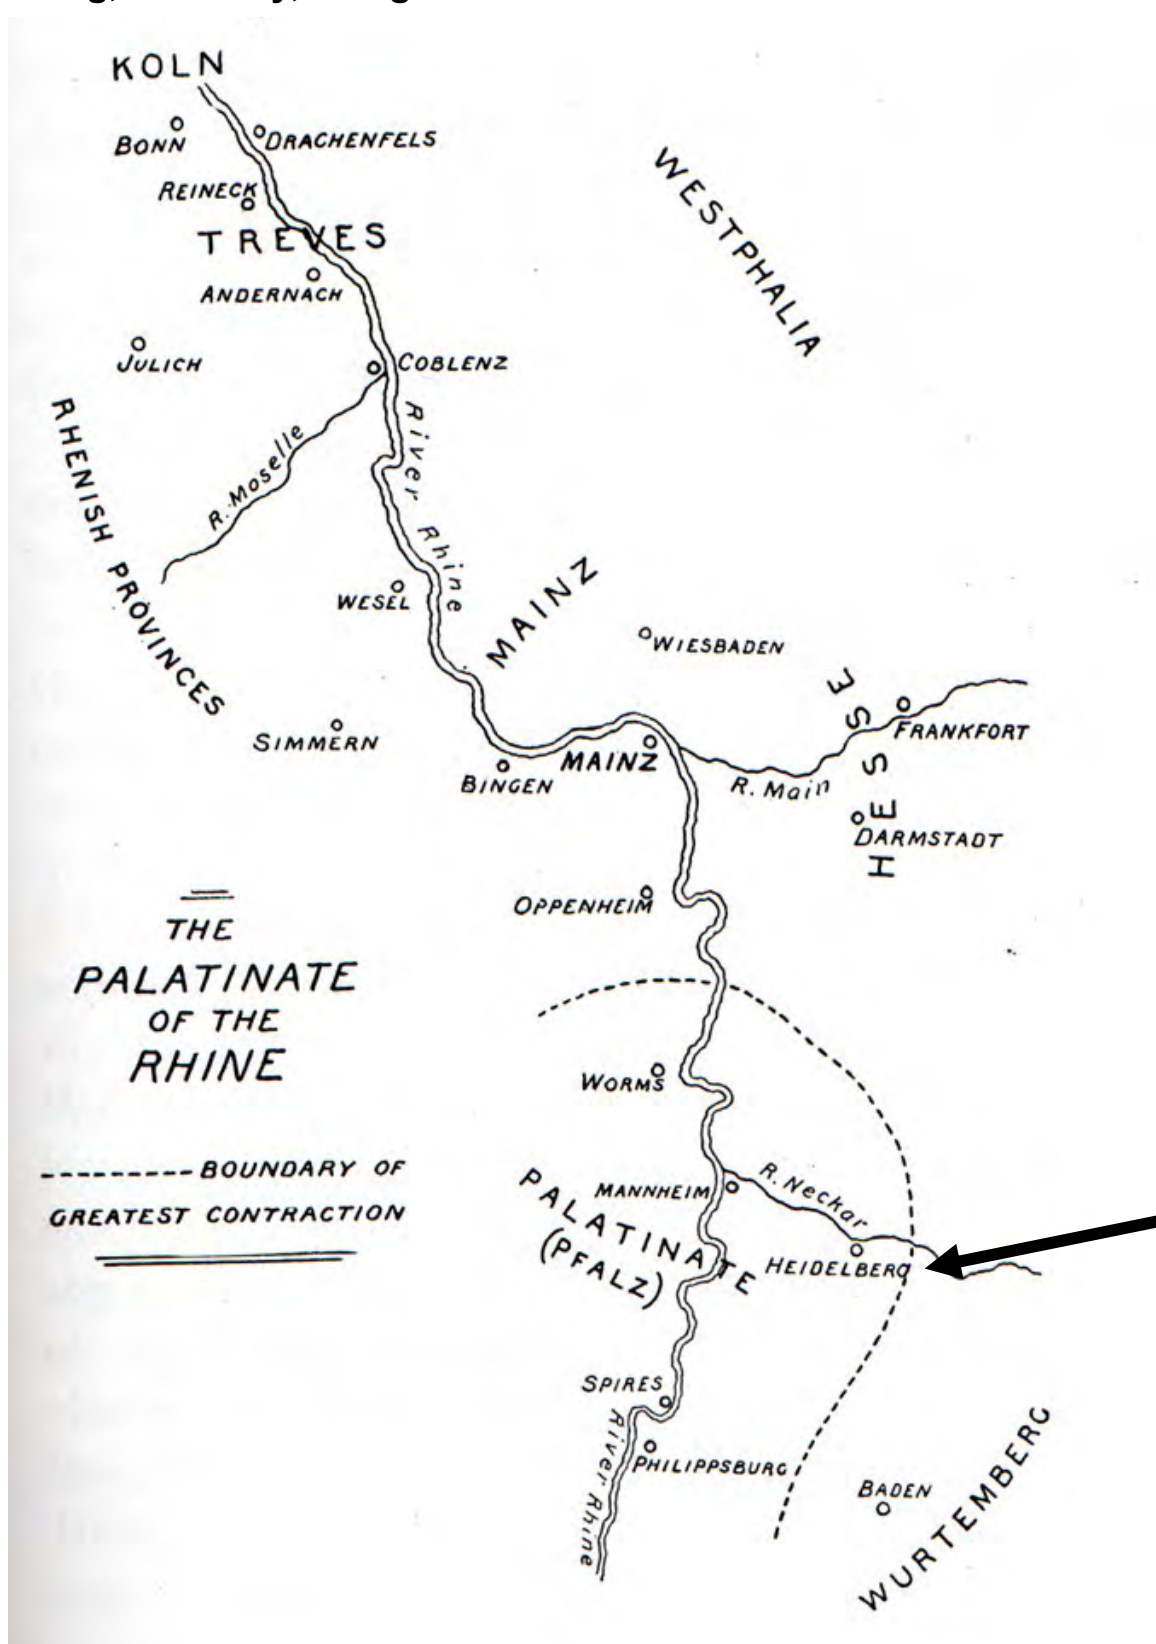 KOLN
BONN
DRACHENFELS
REINECK
TREVES
ANDERNACH
JULICH
COBLENZ
WESTPHALIA
RHENISH PROVINCES
R. Moselle
River Rhine
WESEL
MAINZ
WIESBADEN
HESSE
FRANKFORT
SIMMERN
BINGEN
MAINZ
R. Main
DARMSTADT
OPPENHEIM
THE
PALATINATE
OF THE
RHINE
WORMS
BOUNDARY OF
GREATEST CONTRACTION
MANNHEIM
R. Neckar
PALATINATE
(PFALZ)
HEIDELBERG
SPIRES
River Rhine
PHILIPPSBURG
BADEN
WURTEMBERG